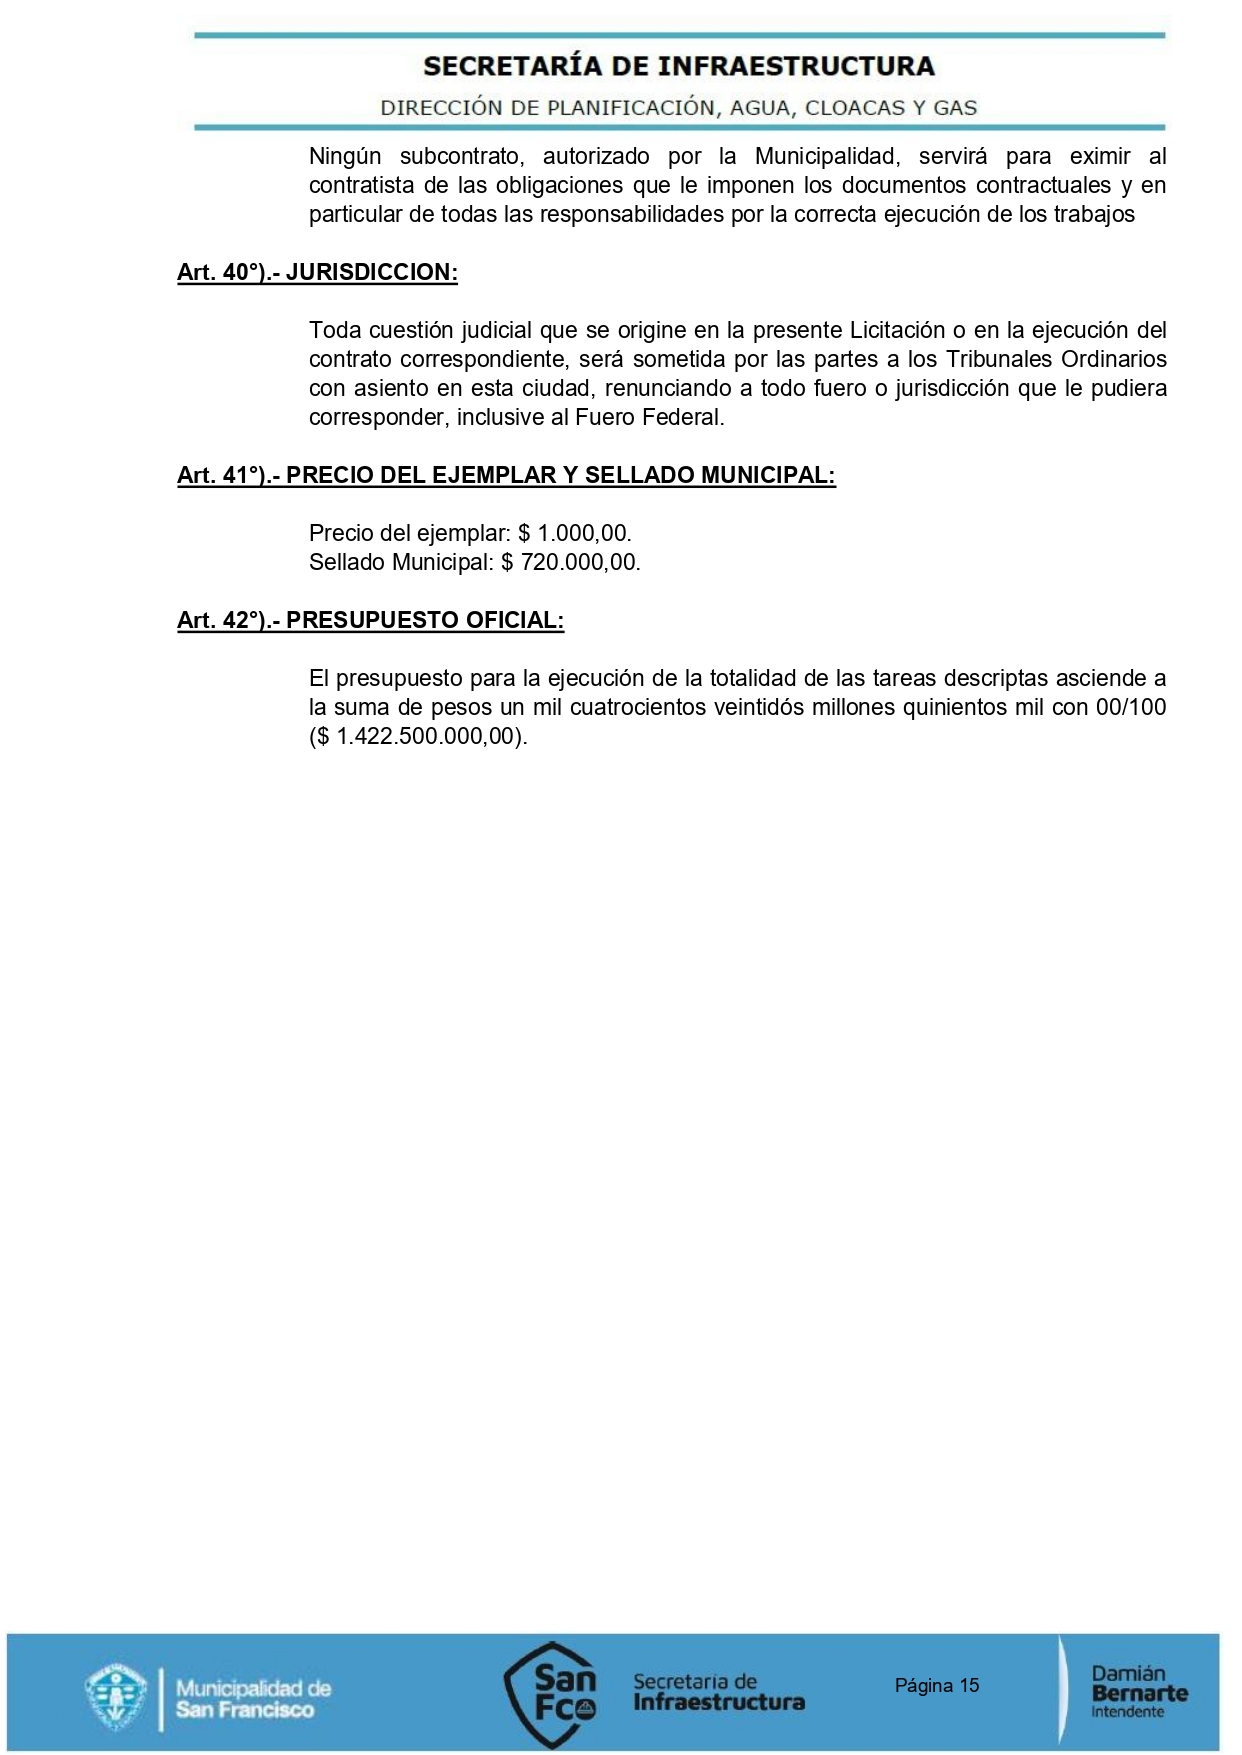 SECRETARÍA DE INFRAESTRUCTURA
DIRECCIÓN DE PLANIFICACIÓN, AGUA, CLOACAS Y GAS
Ningún subcontrato, autorizado por la Municipalidad, servirá para eximir al
contratista de las obligaciones que le imponen los documentos contractuales y en
particular de todas las responsabilidades por la correcta ejecución de los trabajos
Art. 40°).- JURISDICCION:
Toda cuestión judicial que se origine en la presente Licitación o en la ejecución del
contrato correspondiente, será sometida por las partes a los Tribunales Ordinarios
con asiento en esta ciudad, renunciando a todo fuero o jurisdicción que le pudiera
corresponder, inclusive al Fuero Federal.
Art. 41°).- PRECIO DEL EJEMPLAR Y SELLADO MUNICIPAL:
Precio del ejemplar: $ 1.000,00.
Sellado Municipal: $ 720.000,00.
Art. 42°).- PRESUPUESTO OFICIAL:
El presupuesto para la ejecución de la totalidad de las tareas descriptas asciende a
la suma de pesos un mil cuatrocientos veintidós millones quinientos mil con 00/100
($ 1.422.500.000,00).
Municipalidad de
San Francisco
San
Fco
Secretaría de
Infraestructura
Página 15
Damián
Bernarte
Intendente